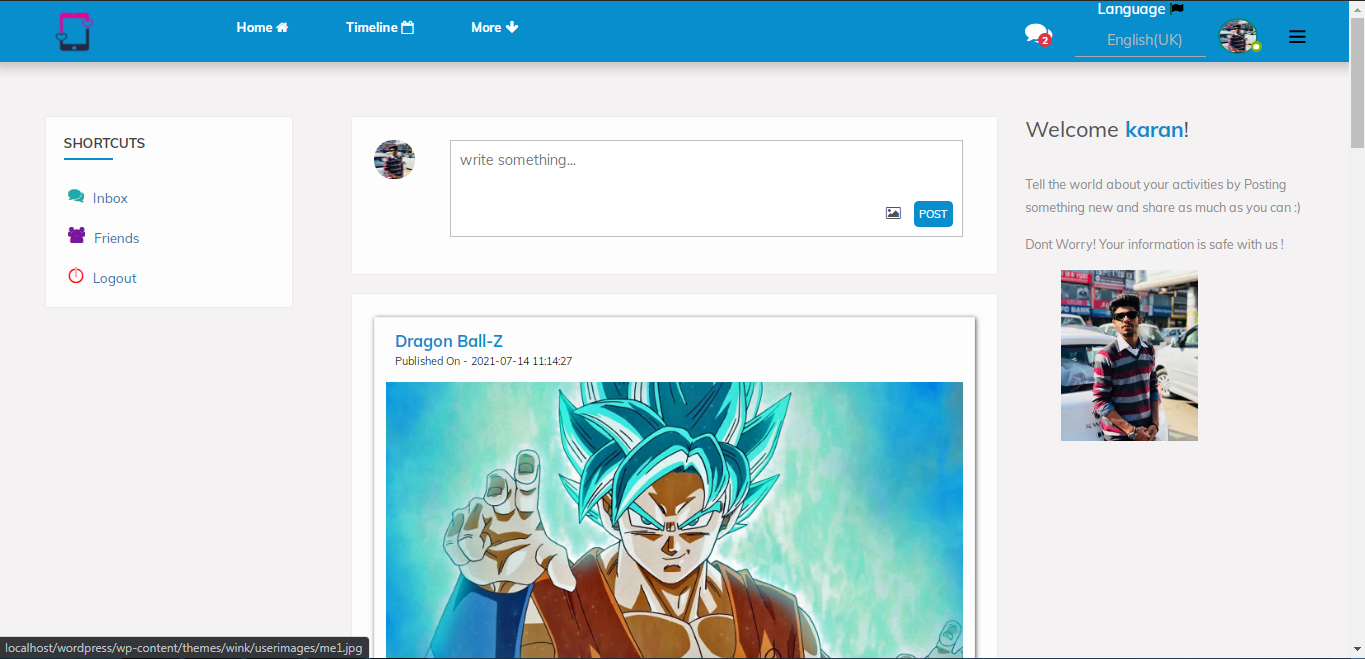 Home
Timeline
More
2
Language
English(UK)
SHORTCUTS
Inbox
Friends
Logout
write something...
POST
Dragon Ball-Z
Published On - 2021-07-14 11:14:27
Welcome karan!
Tell the world about your activities by Posting
something new and share as much as you can :)
Dont Worry! Your information is safe with us !
localhost/wordpress/wp-content/themes/wink/userimages/me1.jpg